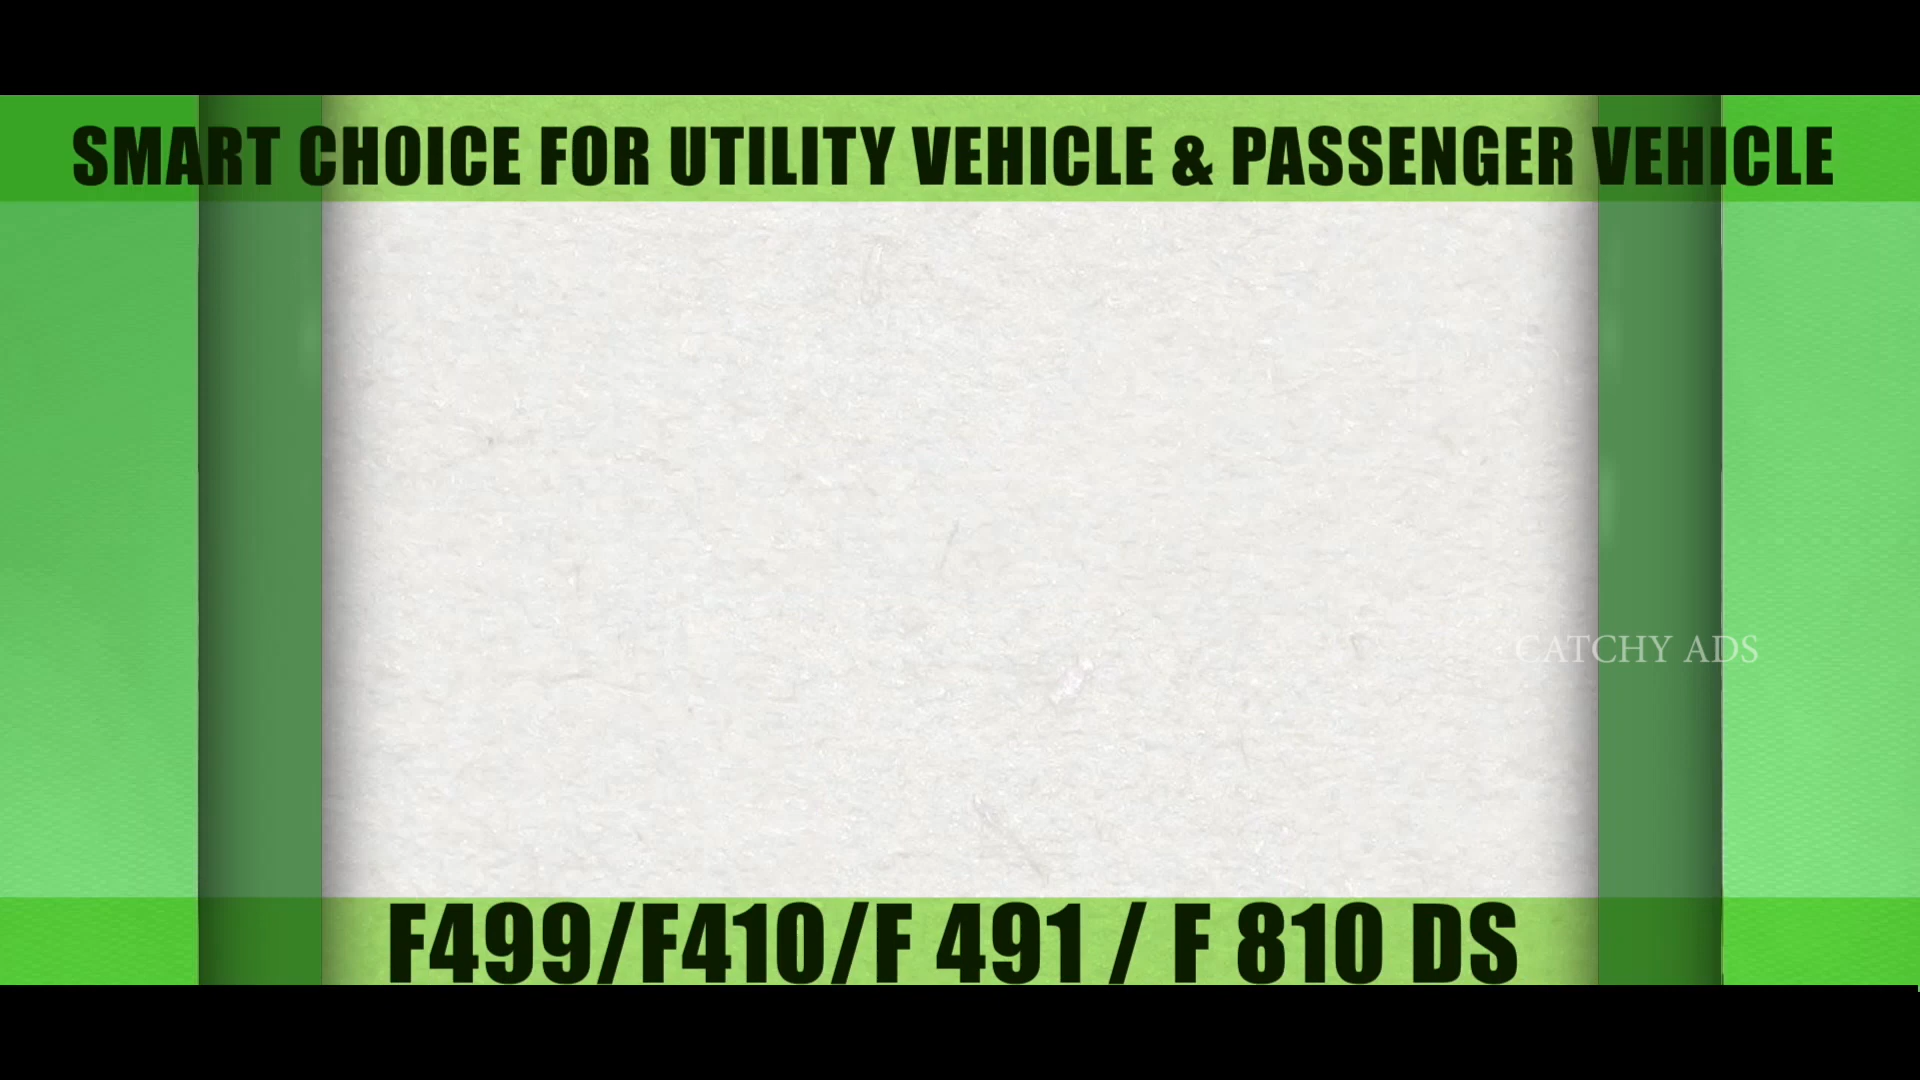 SMART CHOICE FOR UTILITY VEHICLE & PASSENGER VEHICLE
CATCHY ADS
F499/F410/F 491 / F 810 DS